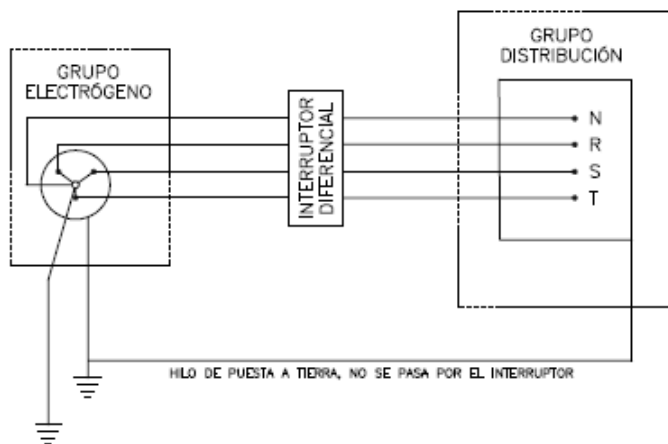 GRUPO
ELECTRÓGENO
INTERRUPTOR
DIFERENCIAL
GRUPO
DISTRIBUCIÓN
N
R
S
T
HILO DE PUESTA A TIERRA, NO SE PASA POR EL INTERRUPTOR